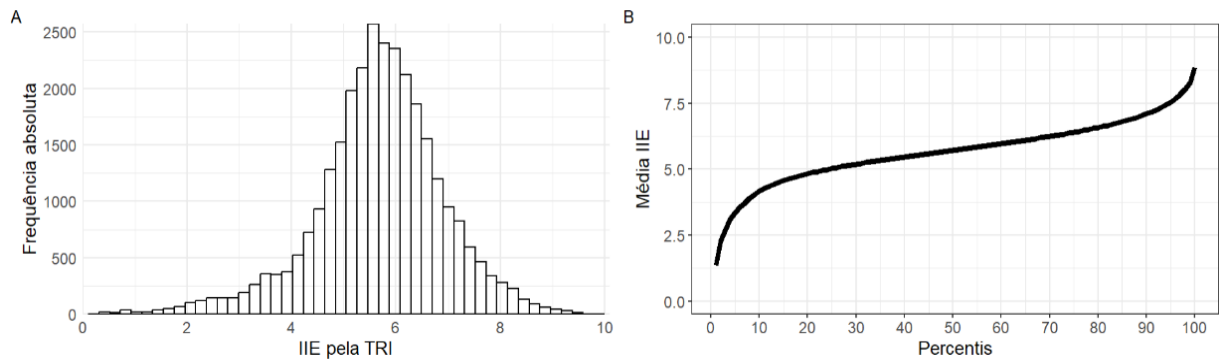 A
Frequência absoluta
2500
2000
1500
1000
500
0
0 2 4 6 8 10
IIE pela TRI
B
Média IIE
10.0
7.5
5.0
2.5
0.0
0 10 20 30 40 50 60 70 80 90 100
Percentis